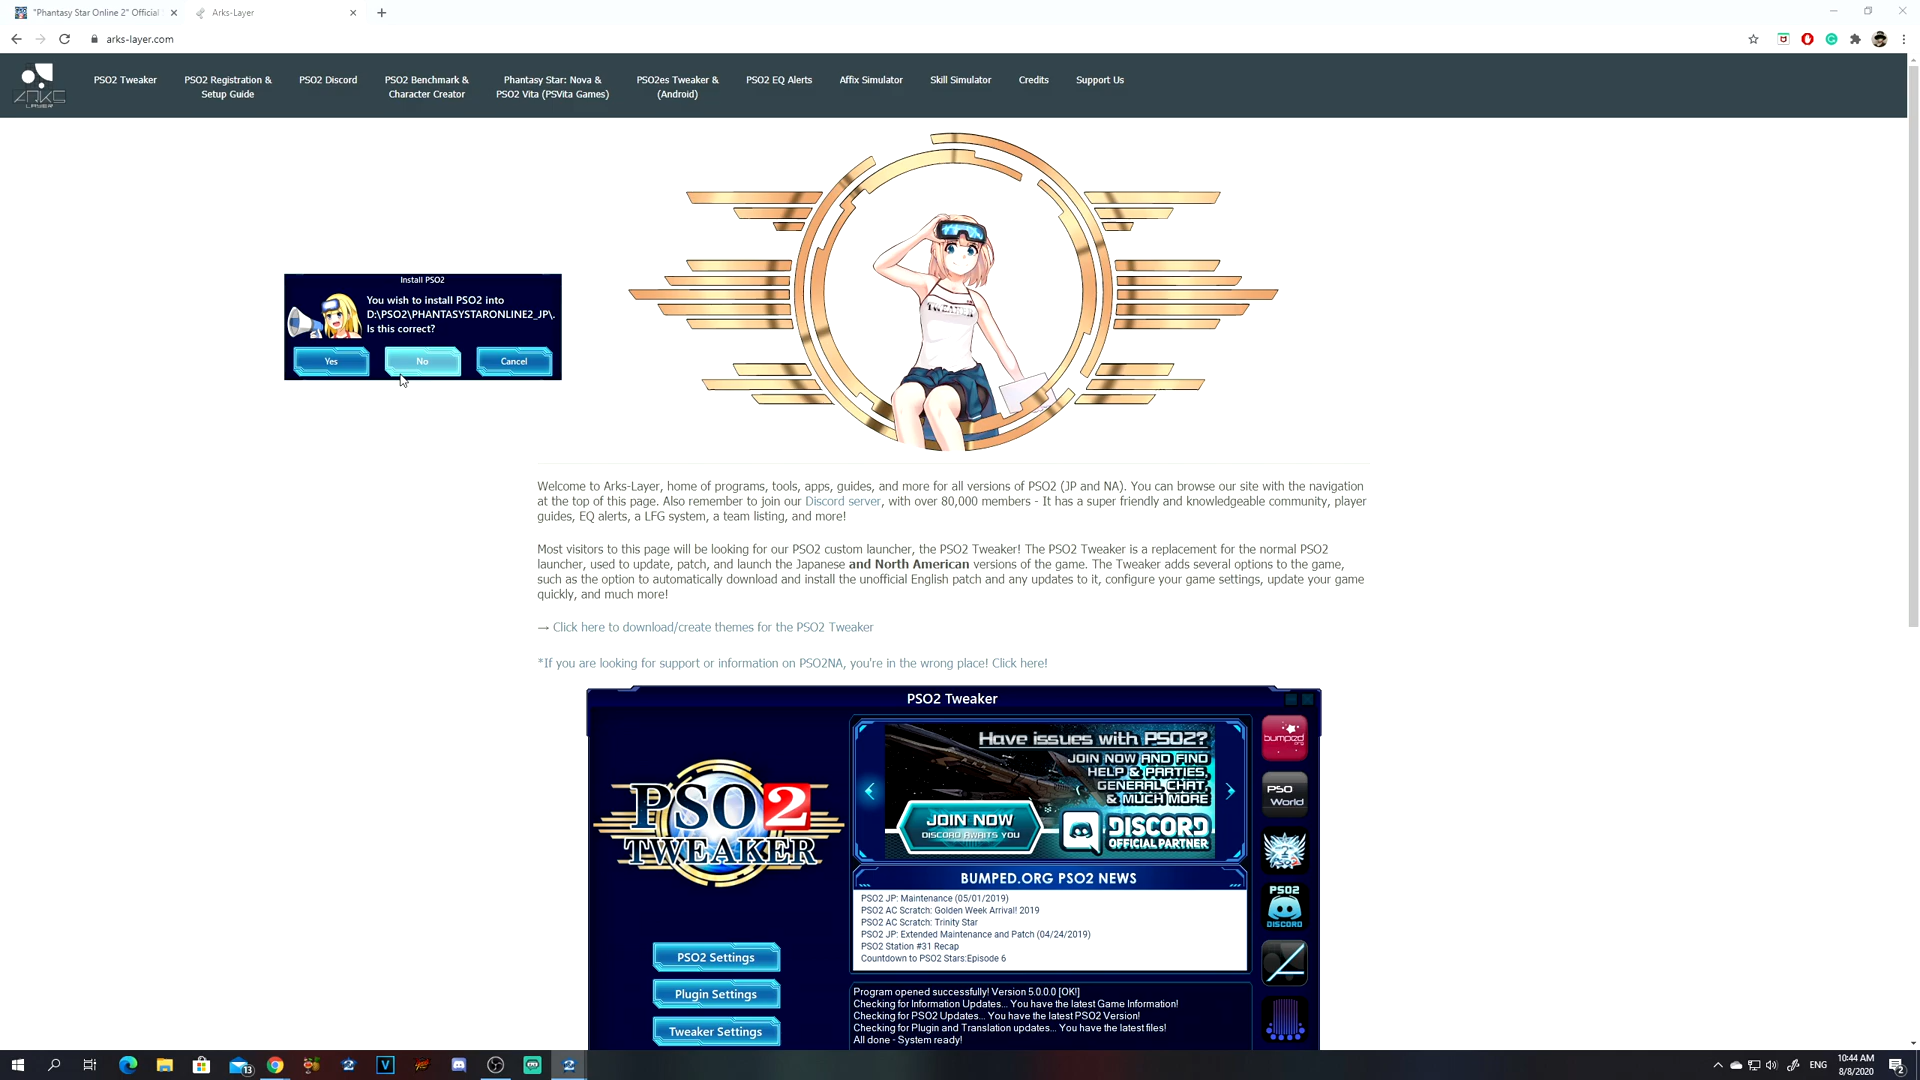 "Phantasy Star Online 2" Official
Arks-Layer
arks-layer.com
PSO2 Tweaker
PSO2 Registration &
Setup Guide
PSO2 Discord
PSO2 Benchmark &
Character Creator
Phantasy Star: Nova &
PSO2 Vita (PSVita Games)
PSO2es Tweaker &
(Android)
PSO2 EQ Alerts
Affix Simulator
Skill Simulator
Credits
Support Us
Install PSO2
You wish to install PSO2 into
D:\PSO2\PHANTASYSTARONLINE2_JP\.
Is this correct?
Yes
No
Cancel
TWEAKER
Welcome to Arks-Layer, home of programs, tools, apps, guides, and more for all versions of PSO2 (JP and NA). You can browse our site with the navigation
at the top of this page. Also remember to join our Discord server, with over 80,000 members - It has a super friendly and knowledgeable community, player
guides, EQ alerts, a LFG system, a team listing, and more!
Most visitors to this page will be looking for our PSO2 custom launcher, the PSO2 Tweaker! The PSO2 Tweaker is a replacement for the normal PSO2
launcher, used to update, patch, and launch the Japanese and North American versions of the game. The Tweaker adds several options to the game,
such as the option to automatically download and install the unofficial English patch and any updates to it, configure your game settings, update your game
quickly, and much more!
→ Click here to download/create themes for the PSO2 Tweaker
*If you are looking for support or information on PSO2NA, you're in the wrong place! Click here!
PSO2 Tweaker
PSO2
TWEAKER
Have issues with PSO2?
JOIN NOW AND FIND
HELP & PARTIES,
GENERAL CHAT,
& MUCH MORE
JOIN NOW
DISCORD AWAITS YOU
DISCORD
OFFICIAL PARTNER
bumped.org
PSO
World
PSO2
DISCORD
BUMPED.ORG PSO2 NEWS
PSO2 JP: Maintenance (05/01/2019)
PSO2 AC Scratch: Golden Week Arrival! 2019
PSO2 AC Scratch: Trinity Star
PSO2 JP: Extended Maintenance and Patch (04/24/2019)
PSO2 Station #31 Recap
Countdown to PSO2 Stars:Episode 6
PSO2 Settings
Plugin Settings
Tweaker Settings
Program opened successfully! Version 5.0.0.0 [OK!]
Checking for Information Updates... You have the latest Game Information!
Checking for PSO2 Updates... You have the latest PSO2 Version!
Checking for Plugin and Translation updates... You have the latest files!
All done - System ready!
13
ENG
10:44 AM
8/8/2020
2